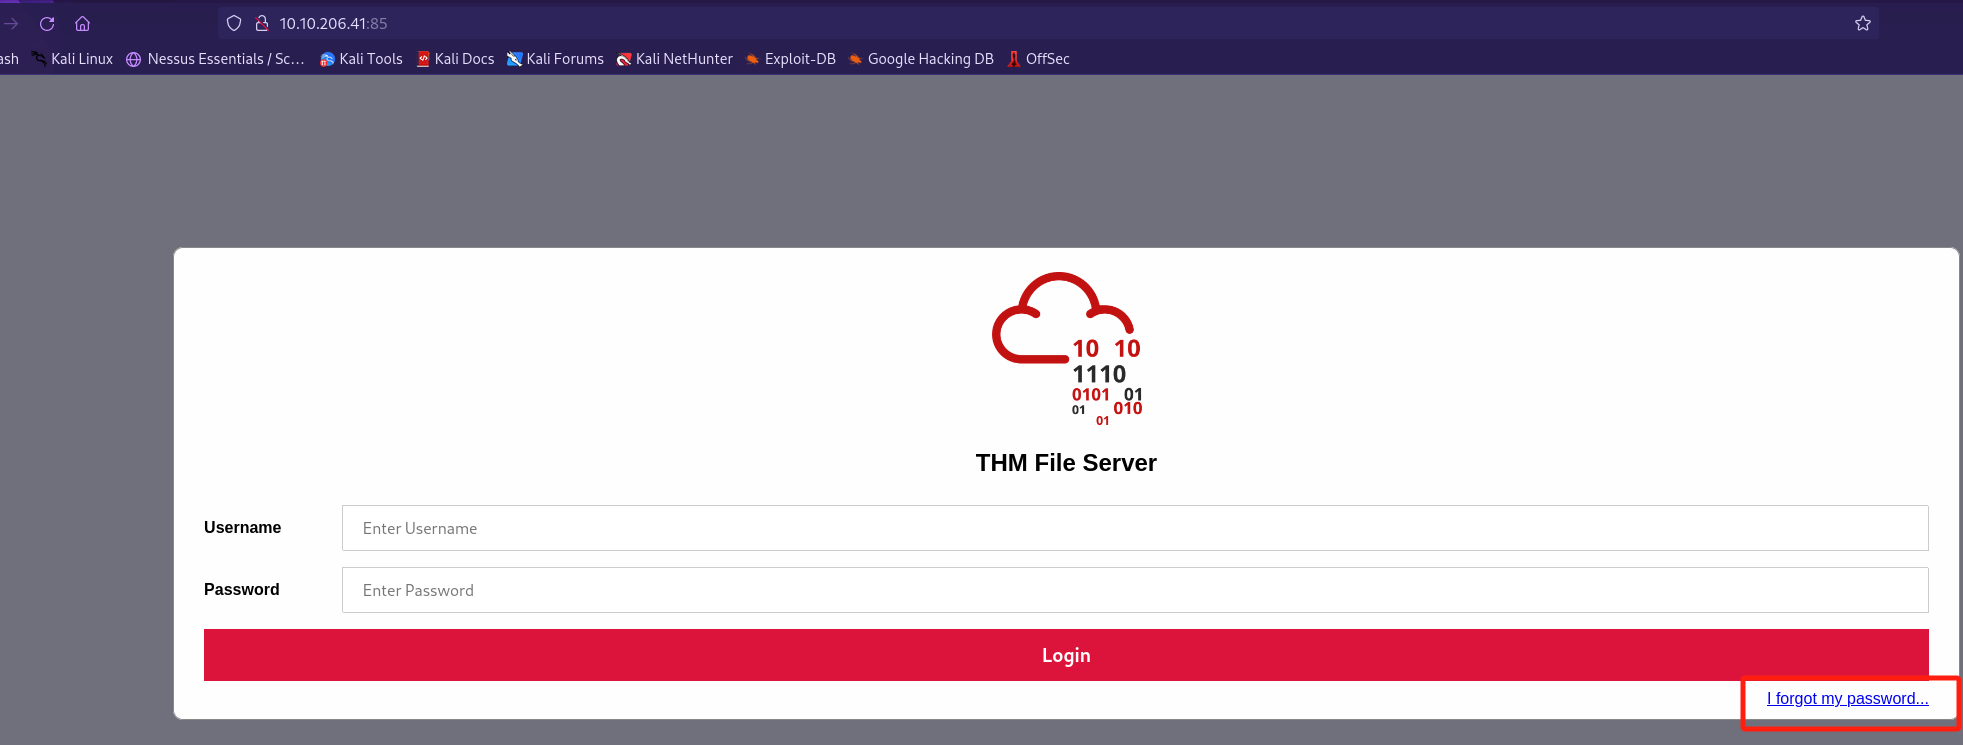 10.10.206.41:85
ash Kali Linux Nessus Essentials / Sc... Kali Tools Kali Docs Kali Forums Kali NetHunter Exploit-DB Google Hacking DB OffSec
10 10
1110
0101 01
01 010
01
THM File Server
Username Enter Username
Password Enter Password
Login
I forgot my password...